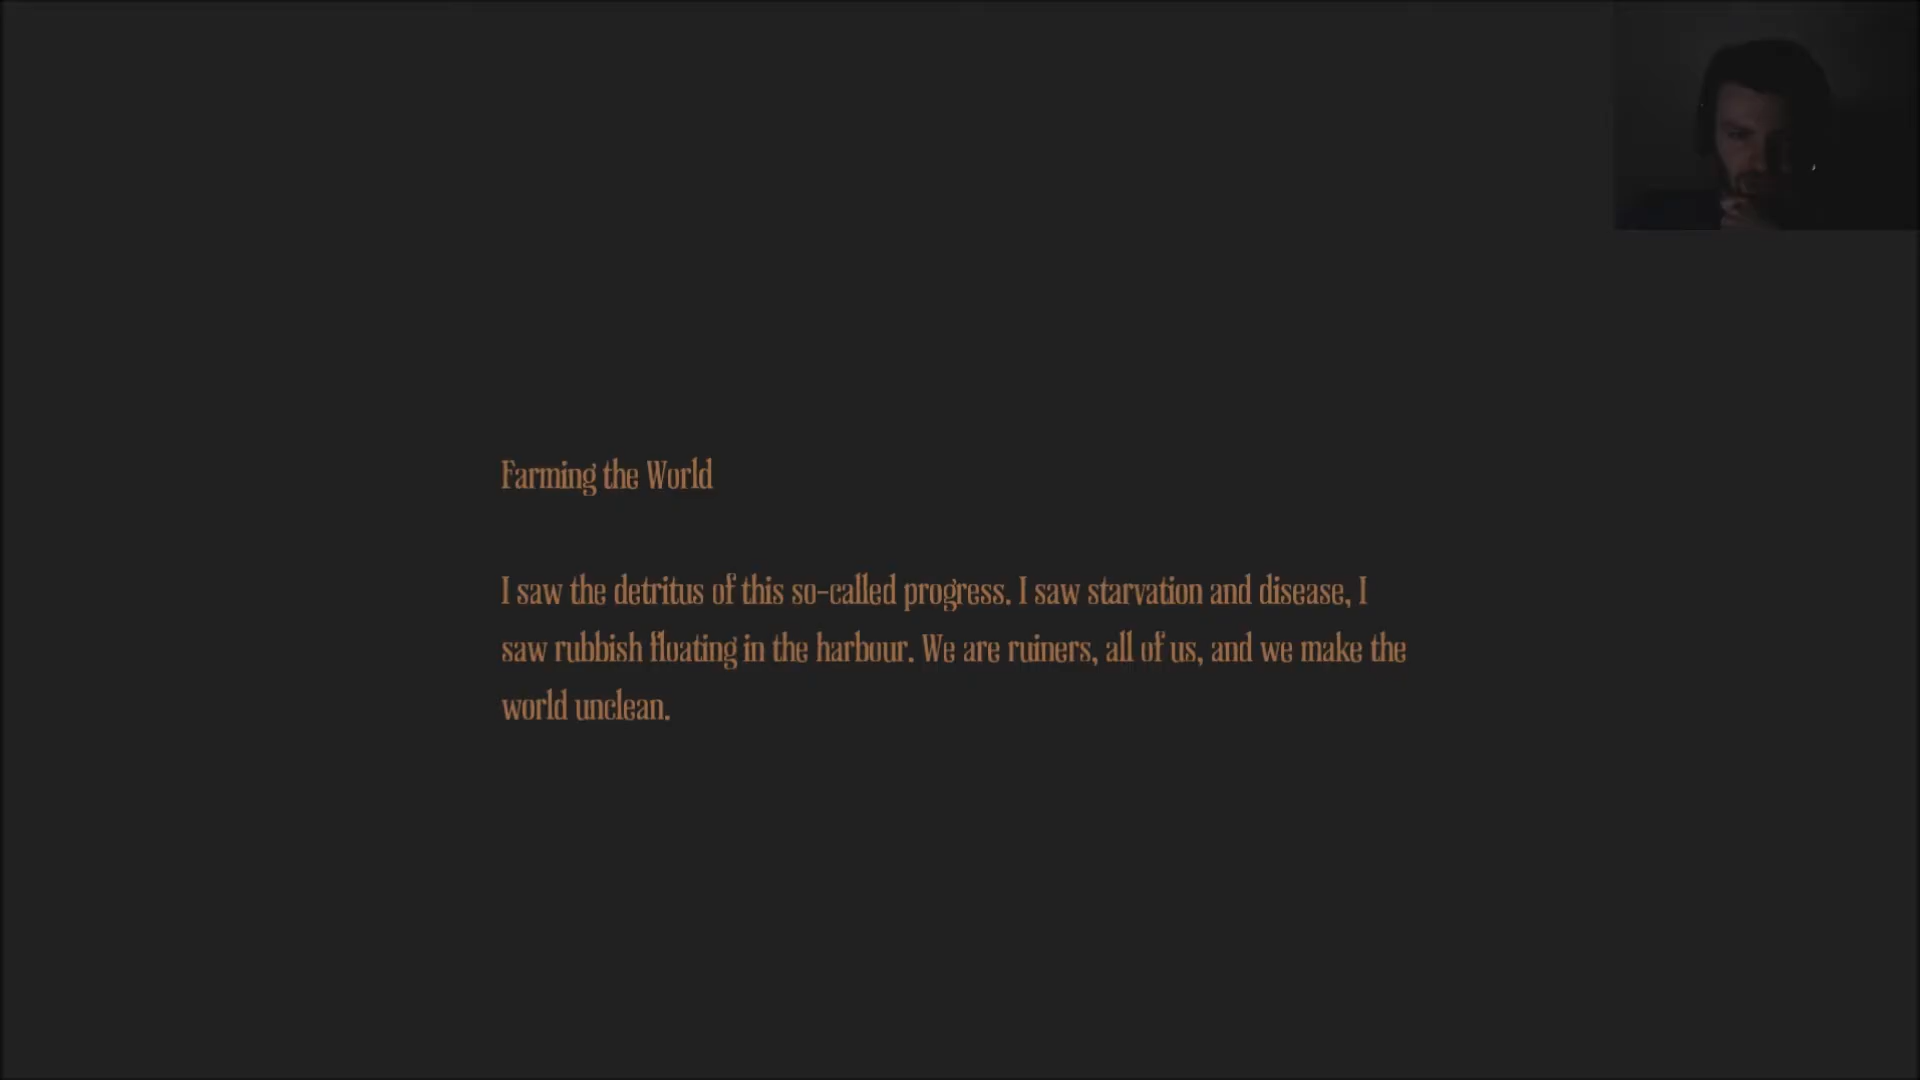 Farming the World
I saw the detritus of this so-called progress. I saw starvation and disease, I
saw rubbish floating in the harbour. We are ruiners, all of us, and we make the
world unclean.